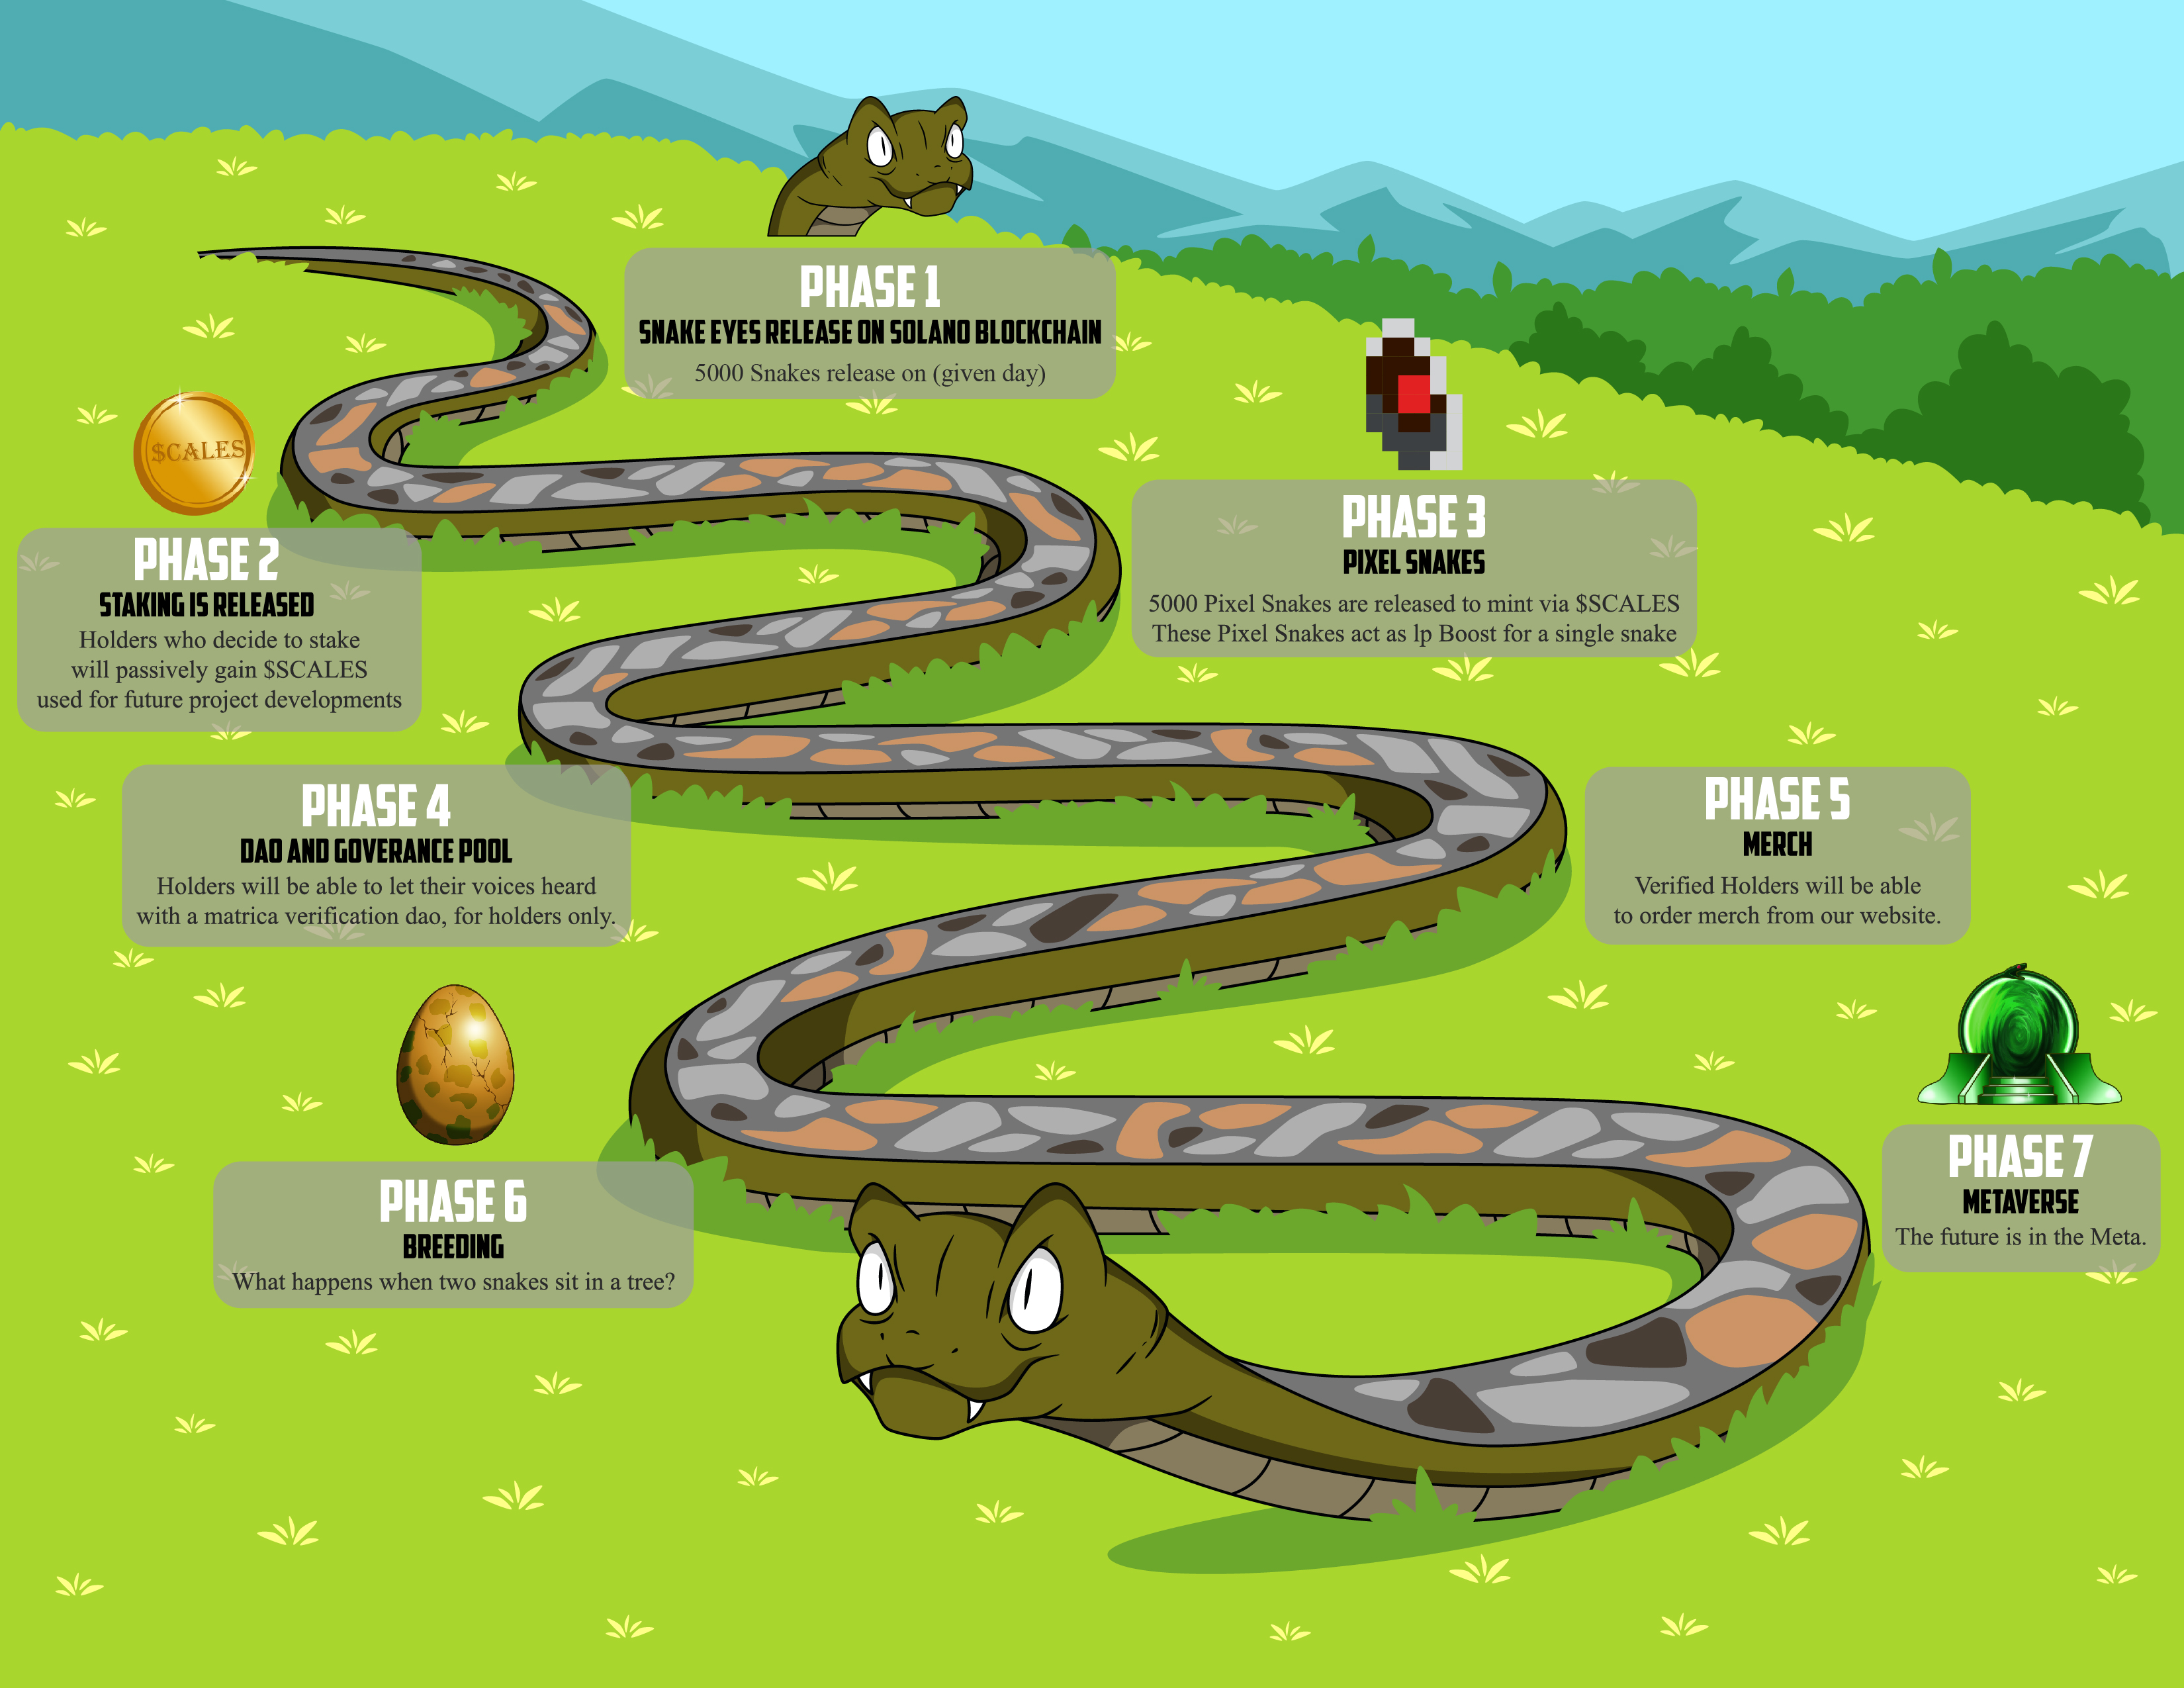 PHASE 1
SNAKE EYES RELEASE ON SOLANO BLOCKCHAIN
5000 Snakes release on (given day)
$CALES
PHASE 2
STAKING IS RELEASED
Holders who decide to stake
will passively gain $SCALES
used for future project developments
PHASE 3
PIXEL SNAKES
5000 Pixel Snakes are released to mint via $SCALES
These Pixel Snakes act as lp Boost for a single snake
PHASE 4
DAO AND GOVERANCE POOL
Holders will be able to let their voices heard
with a matrica verification dao, for holders only.
PHASE 5
MERCH
Verified Holders will be able
to order merch from our website.
PHASE 6
BREEDING
What happens when two snakes sit in a tree?
PHASE 7
METAVERSE
The future is in the Meta.